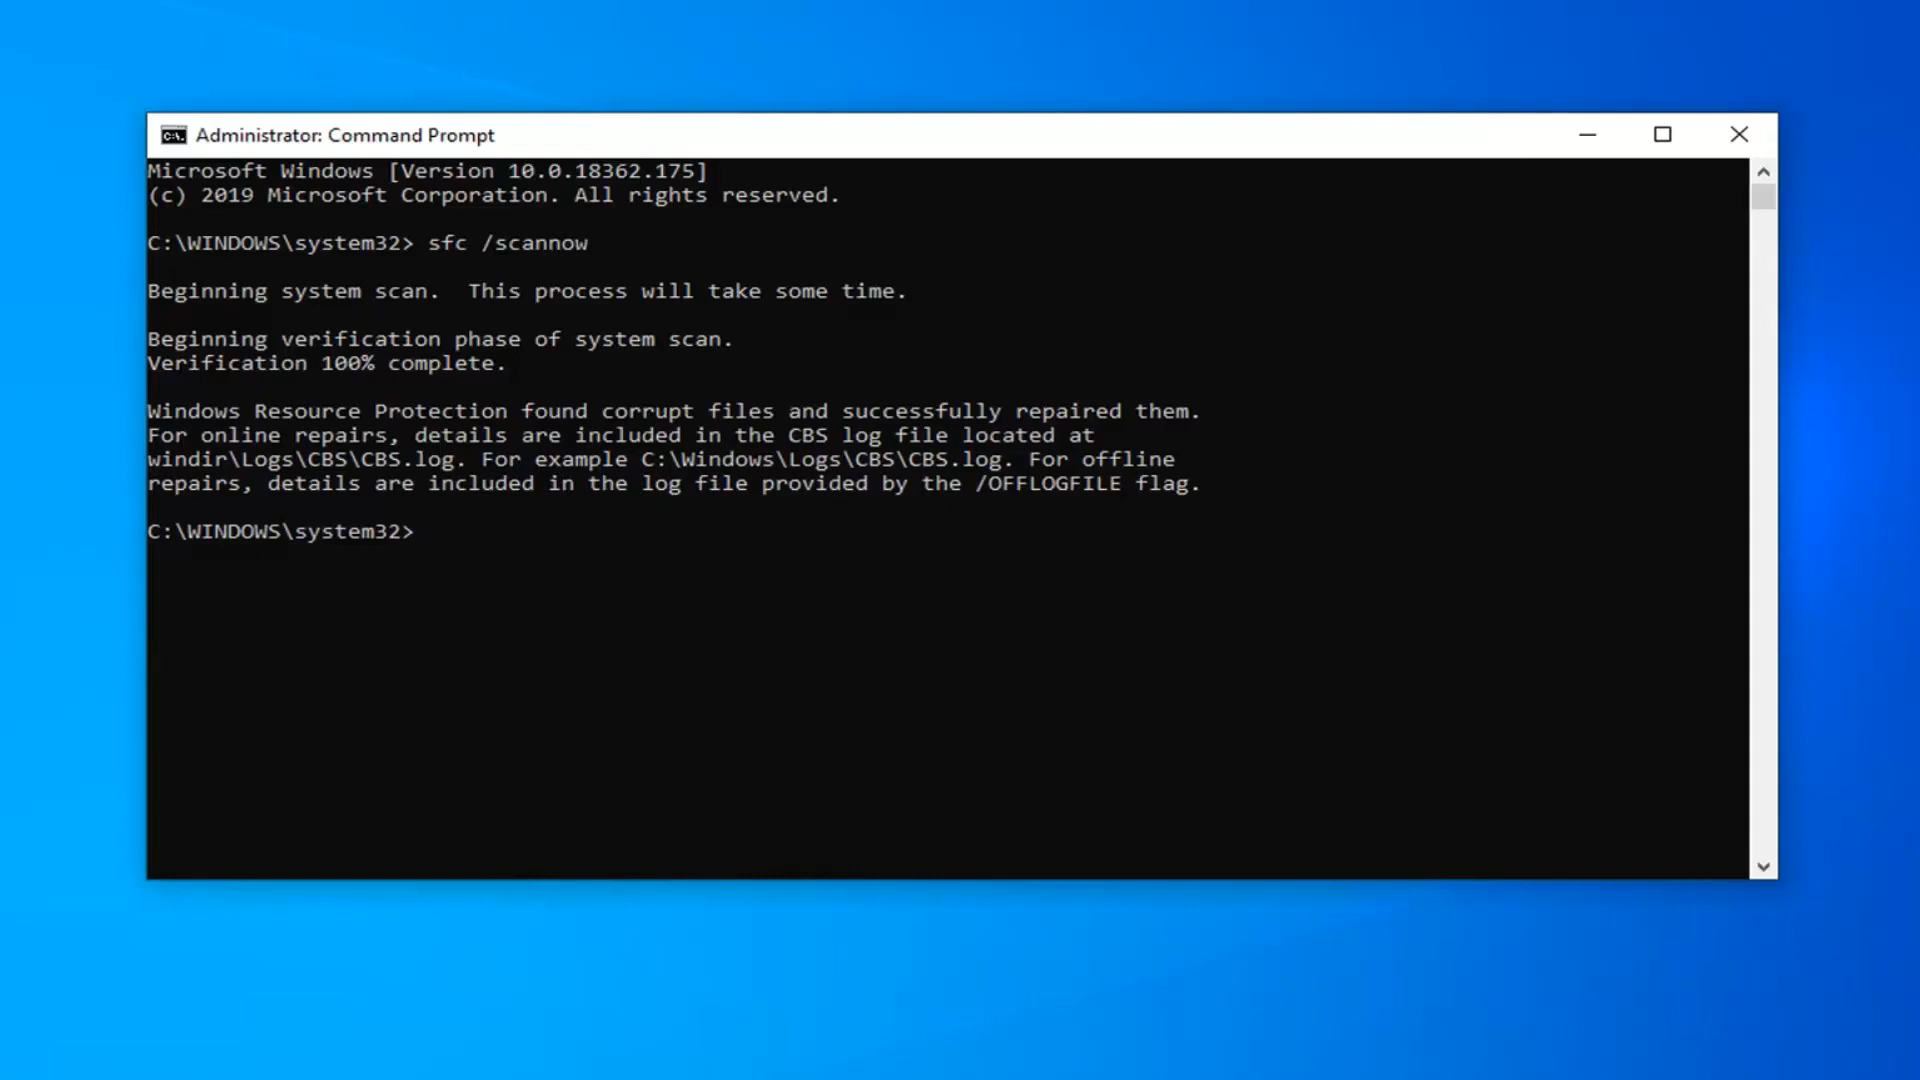 Administrator: Command Prompt
Microsoft Windows [Version 10.0.18362.175]
(c) 2019 Microsoft Corporation. All rights reserved.
C:\WINDOWS\system32> sfc /scannow
Beginning system scan.  This process will take some time.
Beginning verification phase of system scan.
Verification 100% complete.
Windows Resource Protection found corrupt files and successfully repaired them.
For online repairs, details are included in the CBS log file located at
windir\Logs\CBS\CBS.log. For example C:\Windows\Logs\CBS\CBS.log. For offline
repairs, details are included in the log file provided by the /OFFLOGFILE flag.
C:\WINDOWS\system32>